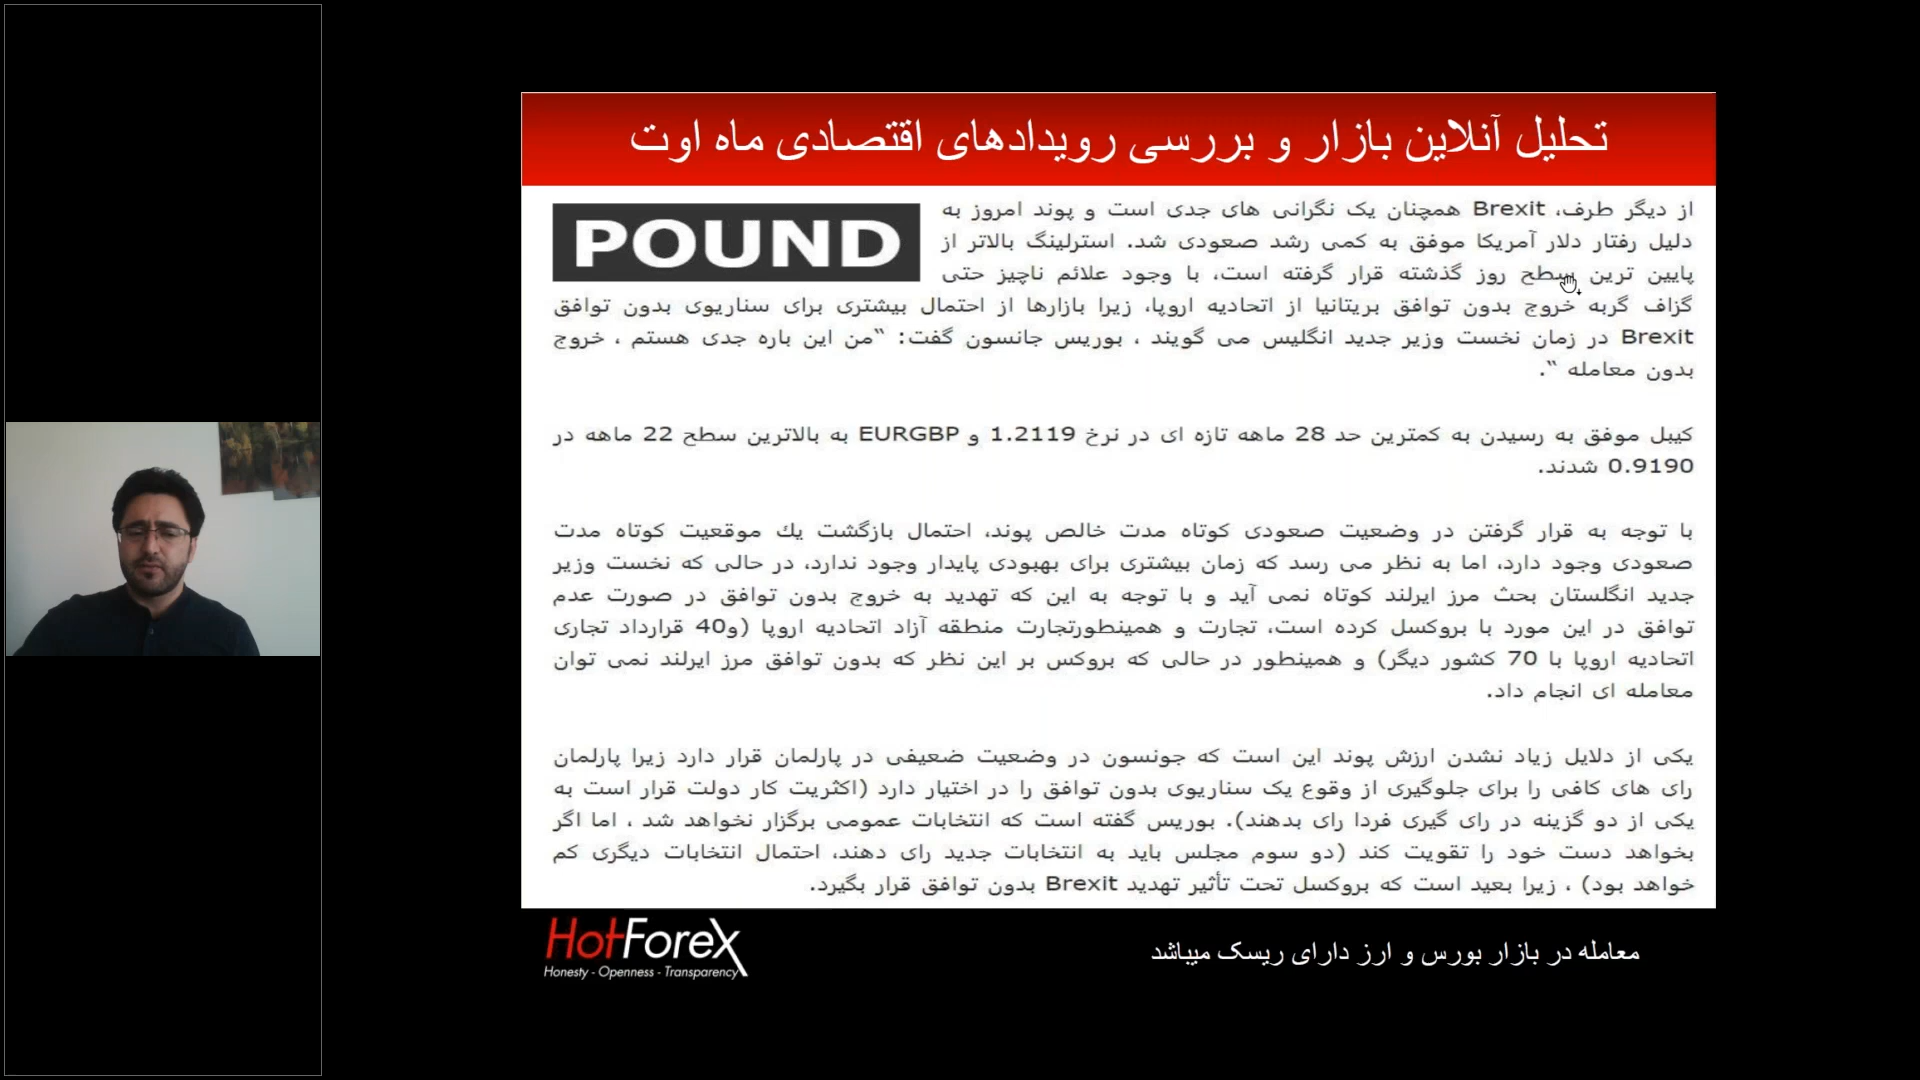 تحلیل آنلاین بازار و بررسی رویدادهای اقتصادی ماه اوت
POUND
از دیگر طرف، Brexit همچنان یک نگرانی های جدی است و پوند امروز به
دلیل رفتار دلار آمریکا موفق به کمی رشد صعودی شد. استرلینگ بالاتر از
پایین ترین سطح روز گذشته قرار گرفته است، با وجود علائم ناچیز حتی
گزاف گربه خروج بدون توافق بریتانیا از اتحادیه اروپا، زیرا بازارها از احتمال بیشتری برای سناریوی بدون توافق
Brexit در زمان نخست وزیر جدید انگلیس می گویند ، بوریس جانسون گفت: “من این باره جدی هستم ، خروج
بدون معامله “.
کیبل موفق به رسیدن به کمترین حد 28 ماهه تازه ای در نرخ 1.2119 و EURGBP به بالاترین سطح 22 ماهه در
0.9190 شدند.
با توجه به قرار گرفتن در وضعیت صعودی کوتاه مدت خالص پوند، احتمال بازگشت یك موقعیت کوتاه مدت
صعودی وجود دارد، اما به نظر می رسد که زمان بیشتری برای بهبودی پایدار وجود ندارد، در حالی که نخست وزیر
جدید انگلستان بحث مرز ایرلند کوتاه نمی آید و با توجه به این که تهدید به خروج بدون توافق در صورت عدم
توافق در این مورد با بروکسل کرده است، تجارت و همینطورتجارت منطقه آزاد اتحادیه اروپا (و40 قرارداد تجاری
اتحادیه اروپا با 70 کشور دیگر) و همینطور در حالی که بروکس بر این نظر که بدون توافق مرز ایرلند نمی توان
معامله ای انجام داد.
یکی از دلایل زیاد نشدن ارزش پوند این است که جونسون در وضعیت ضعیفی در پارلمان قرار دارد زیرا پارلمان
رای های کافی را برای جلوگیری از وقوع یک سناریوی بدون توافق را در اختیار دارد (اکثریت کار دولت قرار است به
یکی از دو گزینه در رای گیری فردا رای بدهند). بوریس گفته است که انتخابات عمومی برگزار نخواهد شد ، اما اگر
بخواهد دست خود را تقویت کند (دو سوم مجلس باید به انتخابات جدید رای دهند، احتمال انتخابات دیگری کم
خواهد بود) ، زیرا بعید است که بروکسل تحت تأثیر تهدید Brexit بدون توافق قرار بگیرد.
HotForex
Honesty - Openness - Transparency
معامله در بازار بورس و ارز دارای ریسک میباشد